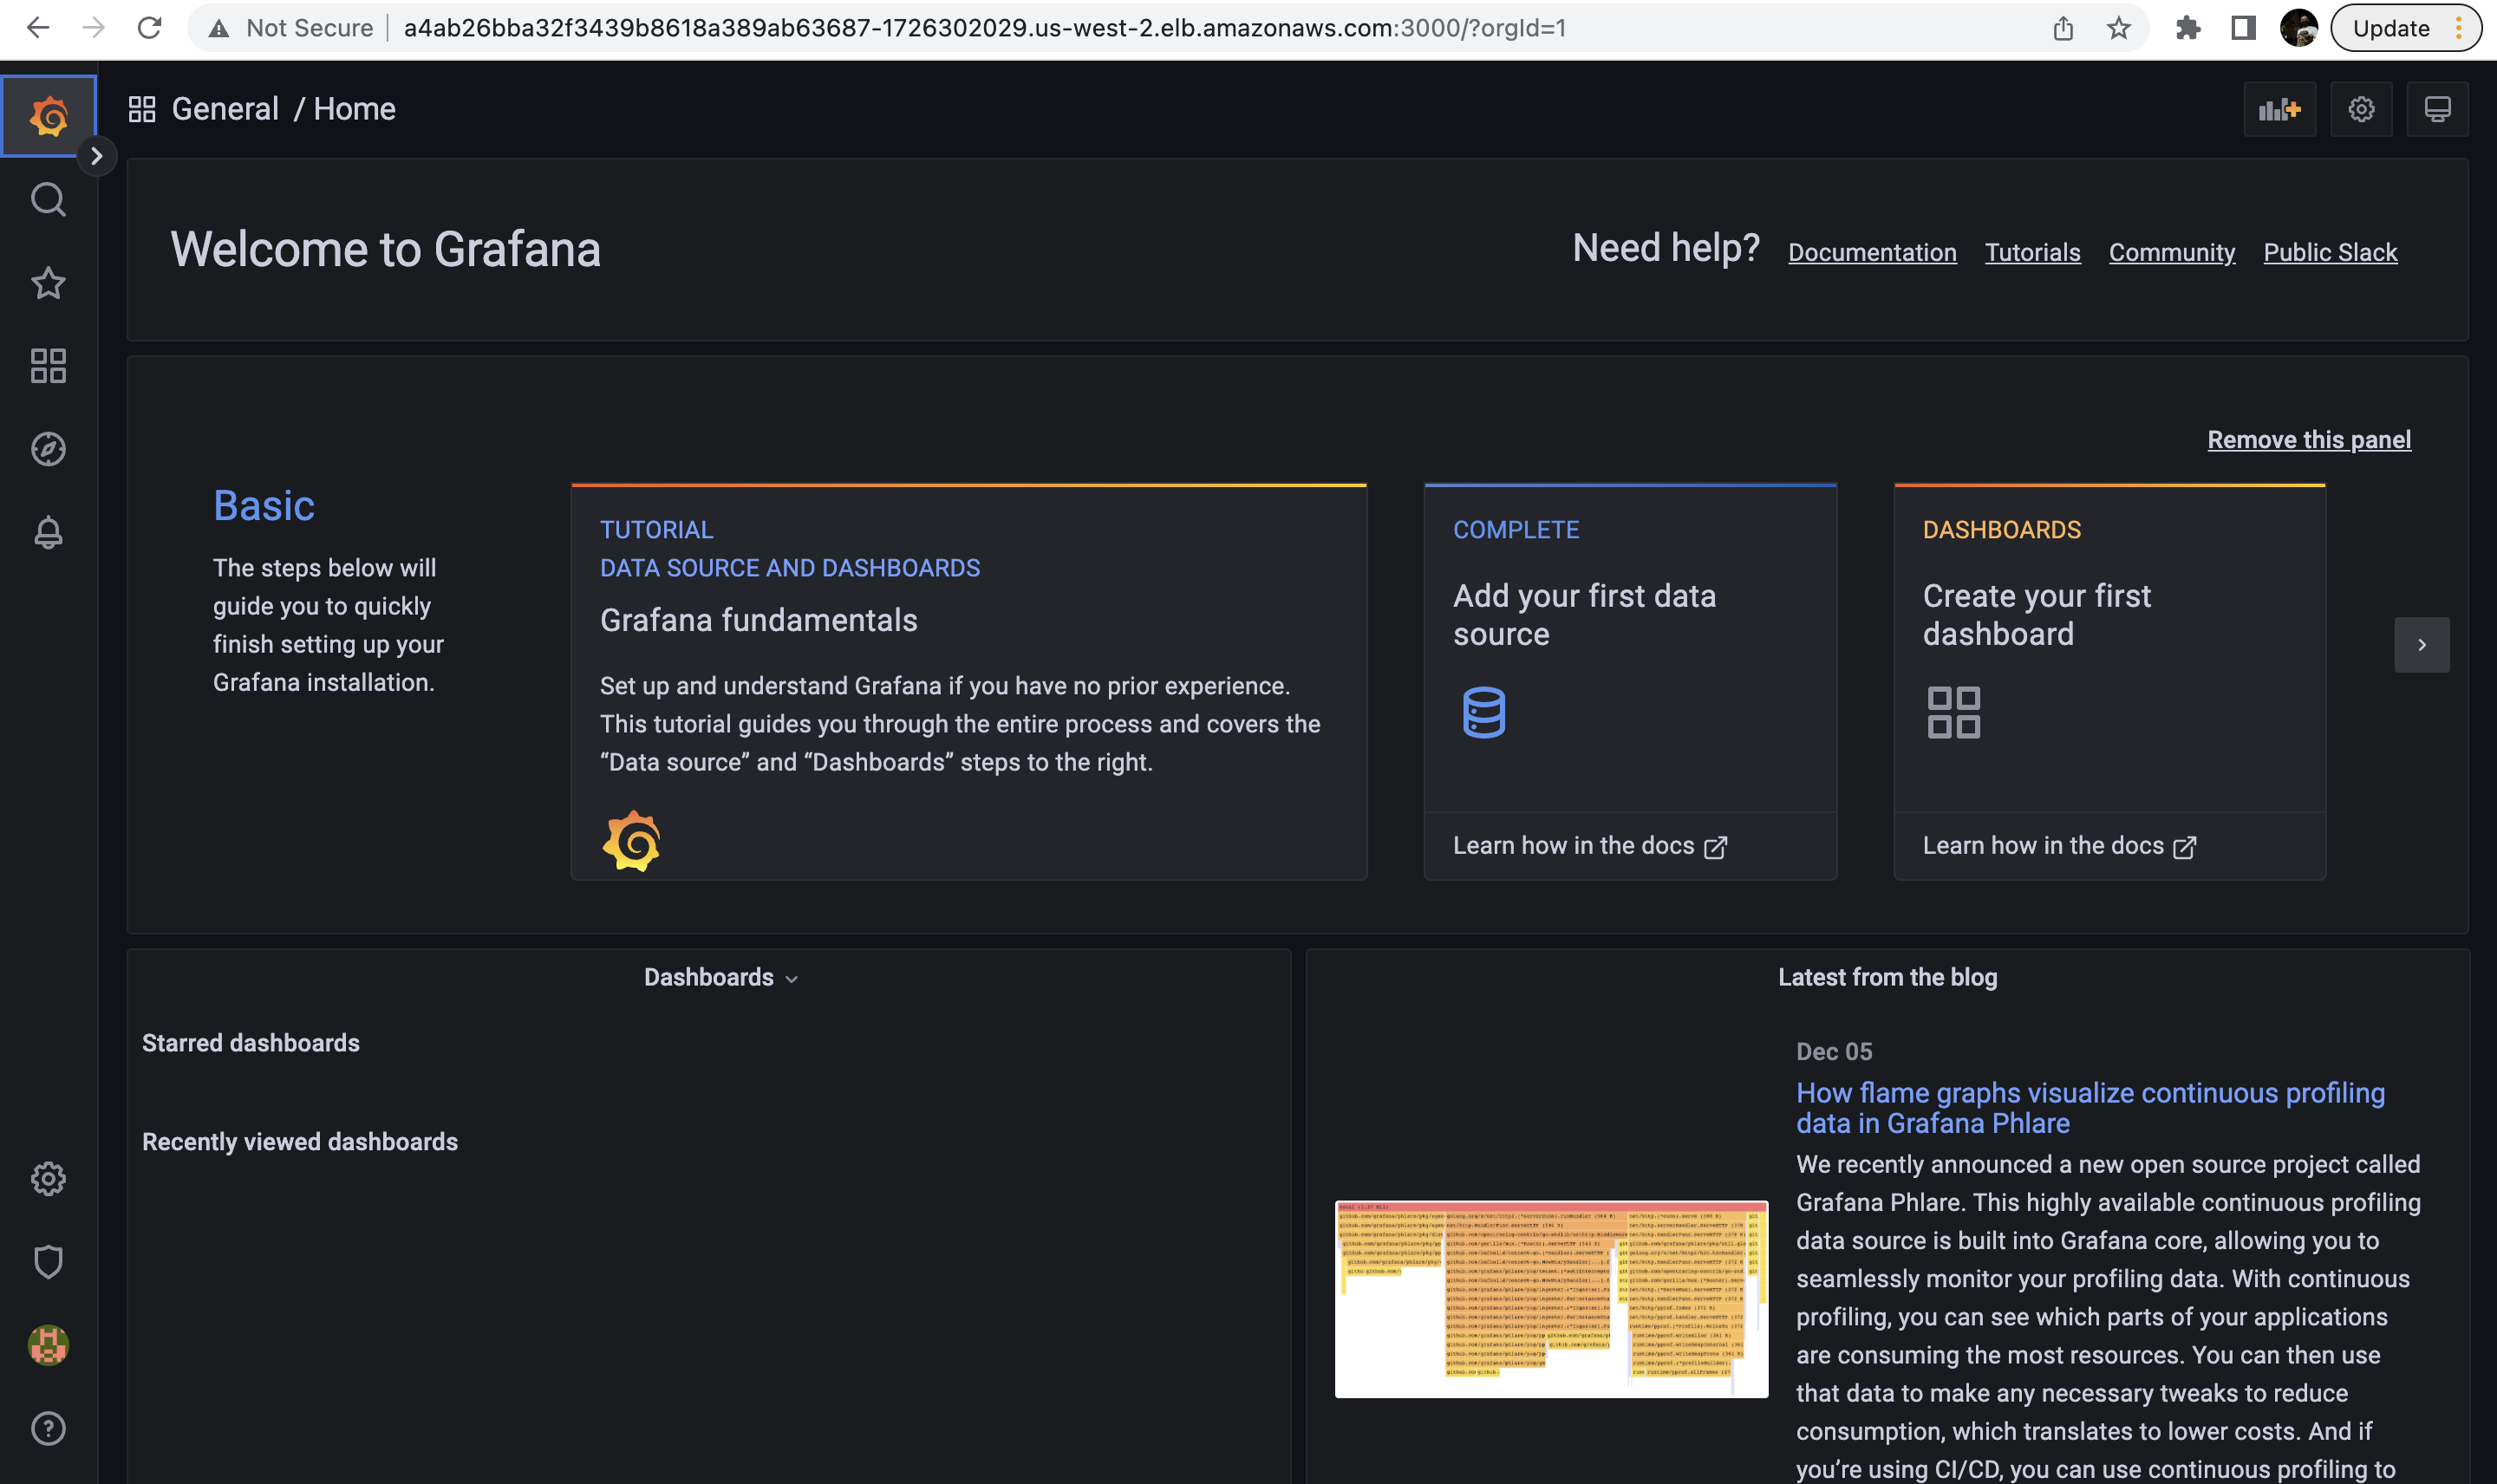 Not Secure
a4ab26bba32f3439b8618a389ab63687-1726302029.us-west-2.elb.amazonaws.com:3000/?orgId=1
Update
General / Home
Welcome to Grafana
Need help? Documentation Tutorials Community Public Slack
Remove this panel
Basic
The steps below will
guide you to quickly
finish setting up your
Grafana installation.
TUTORIAL
DATA SOURCE AND DASHBOARDS
Grafana fundamentals
Set up and understand Grafana if you have no prior experience.
This tutorial guides you through the entire process and covers the
“Data source” and “Dashboards” steps to the right.
COMPLETE
Add your first data
source
Learn how in the docs
DASHBOARDS
Create your first
dashboard
Learn how in the docs
Dashboards
Starred dashboards
Recently viewed dashboards
Latest from the blog
Dec 05
How flame graphs visualize continuous profiling
data in Grafana Phlare
We recently announced a new open source project called
Grafana Phlare. This highly available continuous profiling
data source is built into Grafana core, allowing you to
seamlessly monitor your profiling data. With continuous
profiling, you can see which parts of your applications
are consuming the most resources. You can then use
that data to make any necessary tweaks to reduce
consumption, which translates to lower costs. And if
you’re using CI/CD, you can use continuous profiling to